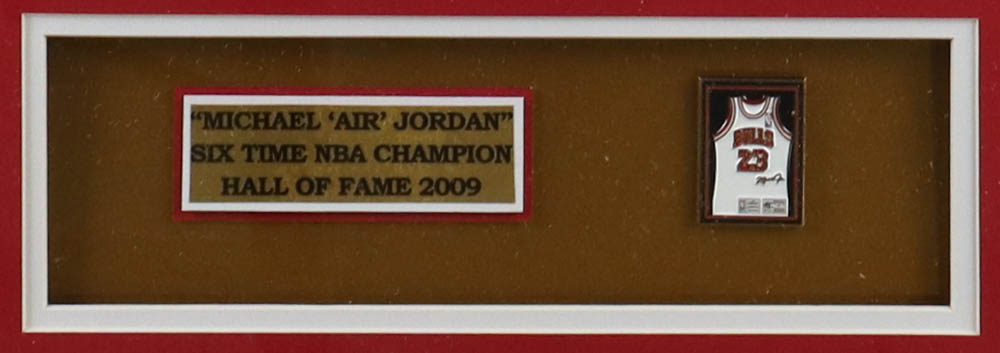 “MICHAEL ‘AIR’ JORDAN”
SIX TIME NBA CHAMPION
HALL OF FAME 2009
BULLS
23